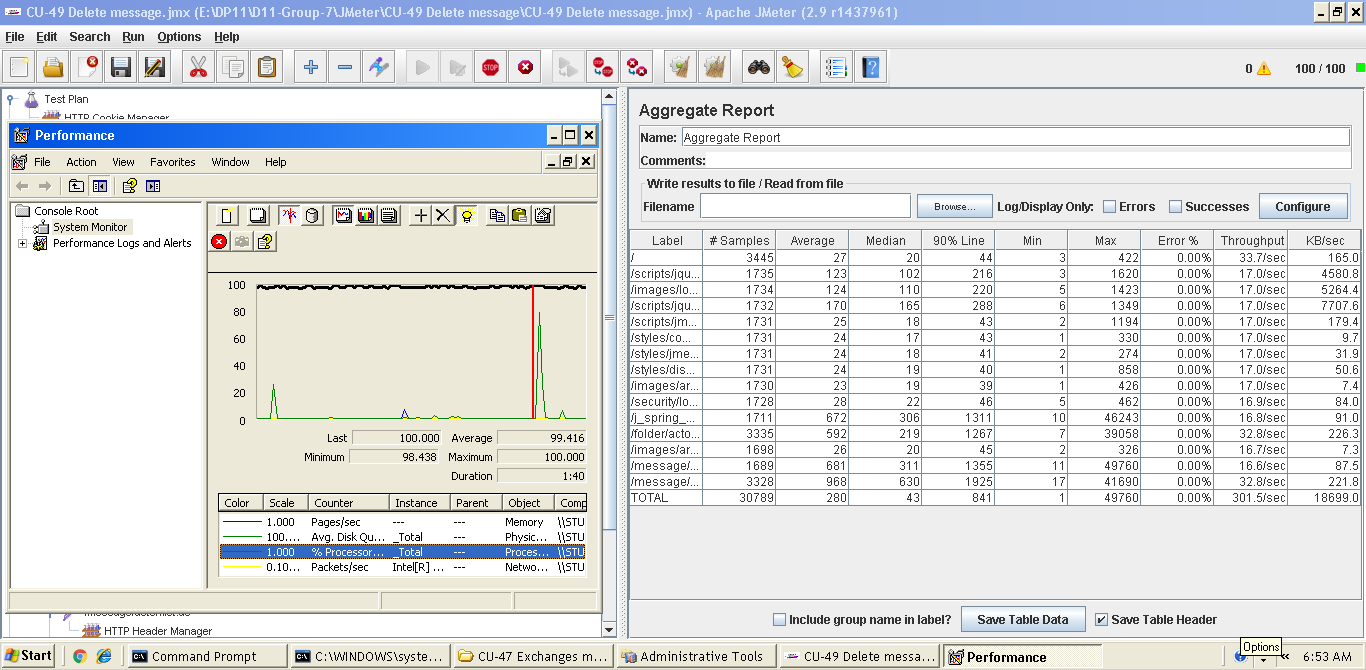 CU-49 Delete message.jmx (E:\DP11\D11-Group-7\JMeter\CU-49 Delete message\CU-49 Delete message.jmx) - Apache JMeter (2.9 r1437961)
File Edit Search Run Options Help
0 100 / 100
Test Plan
HTTP Cookie Manager
Performance
File Action View Favorites Window Help
Console Root
System Monitor
Performance Logs and Alerts
100
80
60
40
20
0
Last 100.000 Average 99.416
Minimum 98.438 Maximum 100.000
Duration 1:40
Color Scale Counter Instance Parent Object Comp
1.000 Pages/sec --- --- Memory \\STU
100.... Avg. Disk Qu... _Total --- Physic... \\STU
1.000 % Processor... _Total --- Proces... \\STU
0.10... Packets/sec Intel[R] ... --- Netwo... \\STU
HTTP Header Manager
Aggregate Report
Name: Aggregate Report
Comments:
Write results to file / Read from file
Filename Browse... Log/Display Only: Errors Successes Configure
Label # Samples Average Median 90% Line Min Max Error % Throughput KB/sec
/ 3445 27 20 44 3 422 0.00% 33.7/sec 165.0
/scripts/jqu... 1735 123 102 216 3 1620 0.00% 17.0/sec 4580.8
/images/lo... 1734 124 110 220 5 1423 0.00% 17.0/sec 5264.4
/scripts/jqu... 1732 170 165 288 6 1349 0.00% 17.0/sec 7707.6
/scripts/jm... 1731 25 18 43 2 1194 0.00% 17.0/sec 179.4
/styles/co... 1731 24 17 43 1 330 0.00% 17.0/sec 9.7
/styles/jme... 1731 24 18 41 2 274 0.00% 17.0/sec 31.9
/styles/dis... 1731 24 19 40 1 858 0.00% 17.0/sec 50.6
/images/ar... 1730 23 19 39 1 426 0.00% 17.0/sec 7.4
/security/lo... 1728 28 22 46 5 462 0.00% 16.9/sec 84.0
/j_spring_... 1711 672 306 1311 10 46243 0.00% 16.8/sec 91.0
/folder/acto... 3335 592 219 1267 7 39058 0.00% 32.8/sec 226.3
/images/ar... 1698 26 20 45 2 326 0.00% 16.7/sec 7.3
/message/... 1689 681 311 1355 11 49760 0.00% 16.6/sec 87.5
/message/... 3328 968 630 1925 17 41690 0.00% 32.8/sec 221.8
TOTAL 30789 280 43 841 1 49760 0.00% 301.5/sec 18699.0
Include group name in label? Save Table Data Save Table Header
Options
Start Command Prompt C:\WINDOWS\syste... CU-47 Exchanges m... Administrative Tools CU-49 Delete messa... Performance 6:53 AM